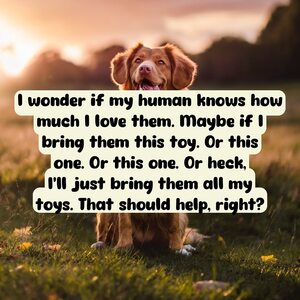 I wonder if my human knows how
much I love them. Maybe if I
bring them this toy. Or this
one. Or this one. Or heck,
I'll just bring them all my
toys. That should help, right?